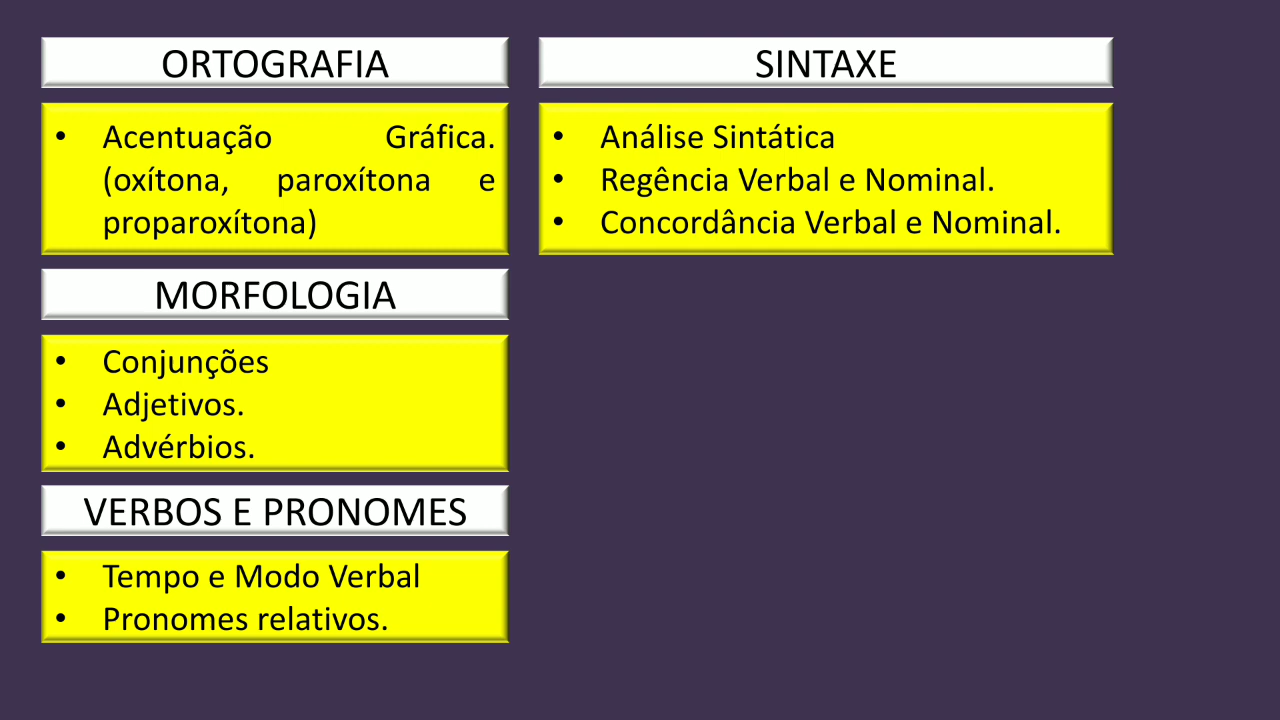 ORTOGRAFIA
• Acentuação Gráfica.
(oxítona, paroxítona e
proparoxítona)
MORFOLOGIA
• Conjunções
• Adjetivos.
• Advérbios.
VERBOS E PRONOMES
• Tempo e Modo Verbal
• Pronomes relativos.
SINTAXE
• Análise Sintática
• Regência Verbal e Nominal.
• Concordância Verbal e Nominal.